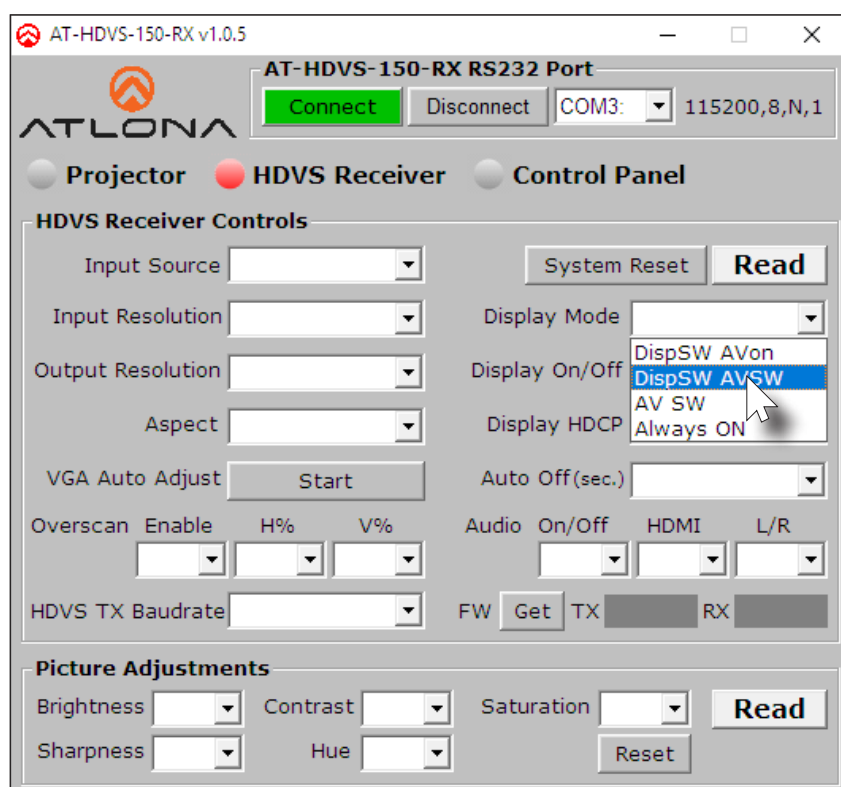 AT-HDVS-150-RX v1.0.5
AT-HDVS-150-RX RS232 Port
ATLONA
Connect Disconnect COM3: 115200,8,N,1
Projector HDVS Receiver Control Panel
HDVS Receiver Controls
Input Source System Reset Read
Input Resolution Display Mode
DispSW AVon
Output Resolution Display On/Off DispSW AVSW
AV SW
Aspect Display HDCP Always ON
VGA Auto Adjust Start Auto Off(sec.)
Overscan Enable H% V% Audio On/Off HDMI L/R
HDVS TX Baudrate FW Get TX RX
Picture Adjustments
Brightness Contrast Saturation Read
Sharpness Hue Reset